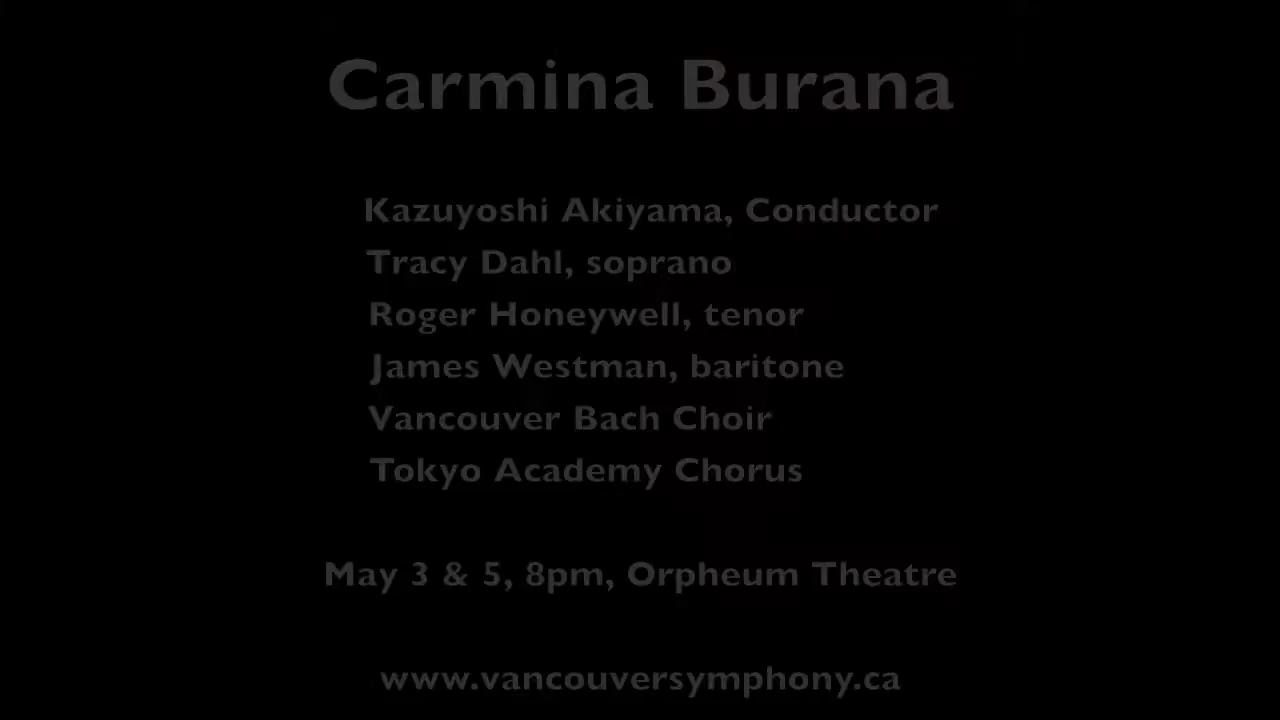 Carmina Burana
Kazuyoshi Akiyama, Conductor
Tracy Dahl, soprano
Roger Honeywell, tenor
James Westman, baritone
Vancouver Bach Choir
Tokyo Academy Chorus
May 3 & 5, 8pm, Orpheum Theatre
www.vancouversymphony.ca